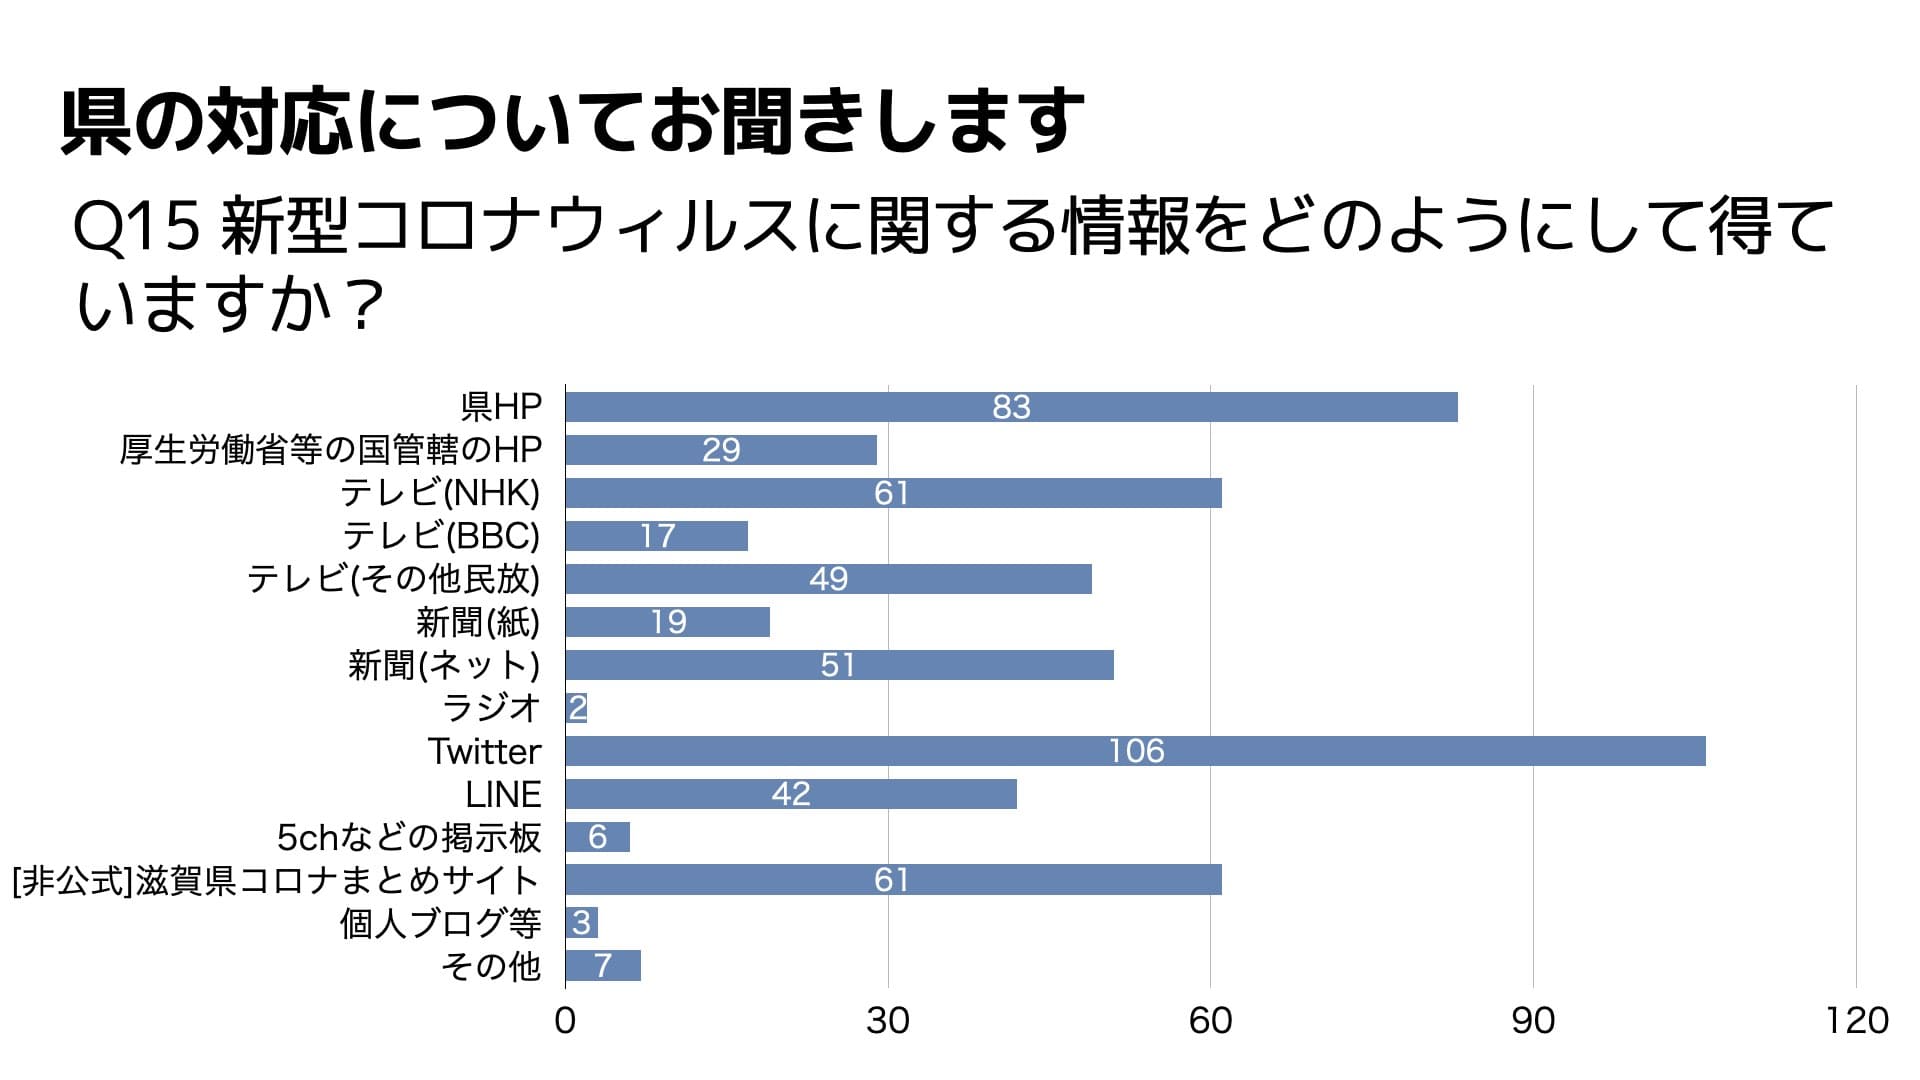 県の対応についてお聞きします
Q15 新型コロナウィルスに関する情報をどのようにして得て
いますか？
県HP 83
厚生労働省等の国管轄のHP 29
テレビ(NHK) 61
テレビ(BBC) 17
テレビ(その他民放) 49
新聞(紙) 19
新聞(ネット) 51
ラジオ 2
Twitter 106
LINE 42
5chなどの掲示板 6
[非公式]滋賀県コロナまとめサイト 61
個人ブログ等 3
その他 7
0 30 60 90 120